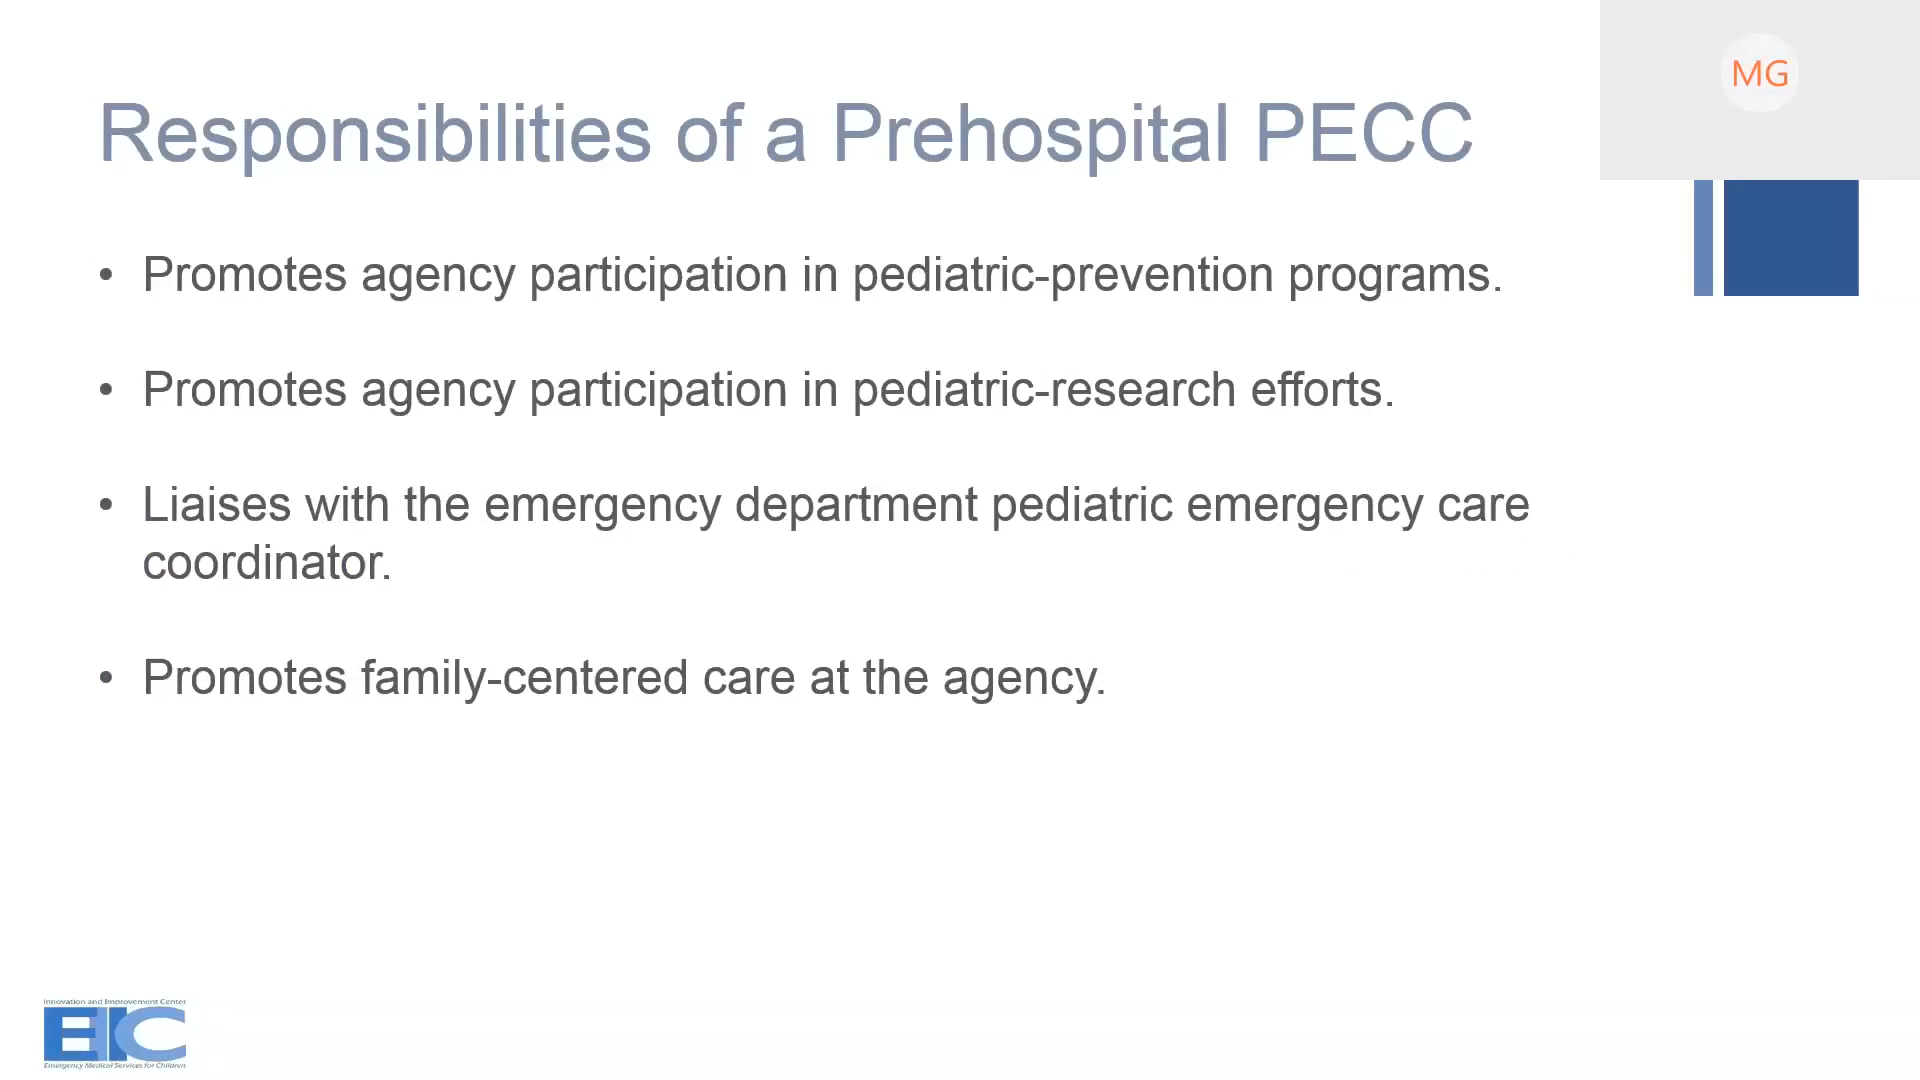 MG
Responsibilities of a Prehospital PECC
• Promotes agency participation in pediatric-prevention programs.
• Promotes agency participation in pediatric-research efforts.
• Liaises with the emergency department pediatric emergency care
coordinator.
• Promotes family-centered care at the agency.
Innovation and Improvement Center
EIIC
Emergency Medical Services for Children